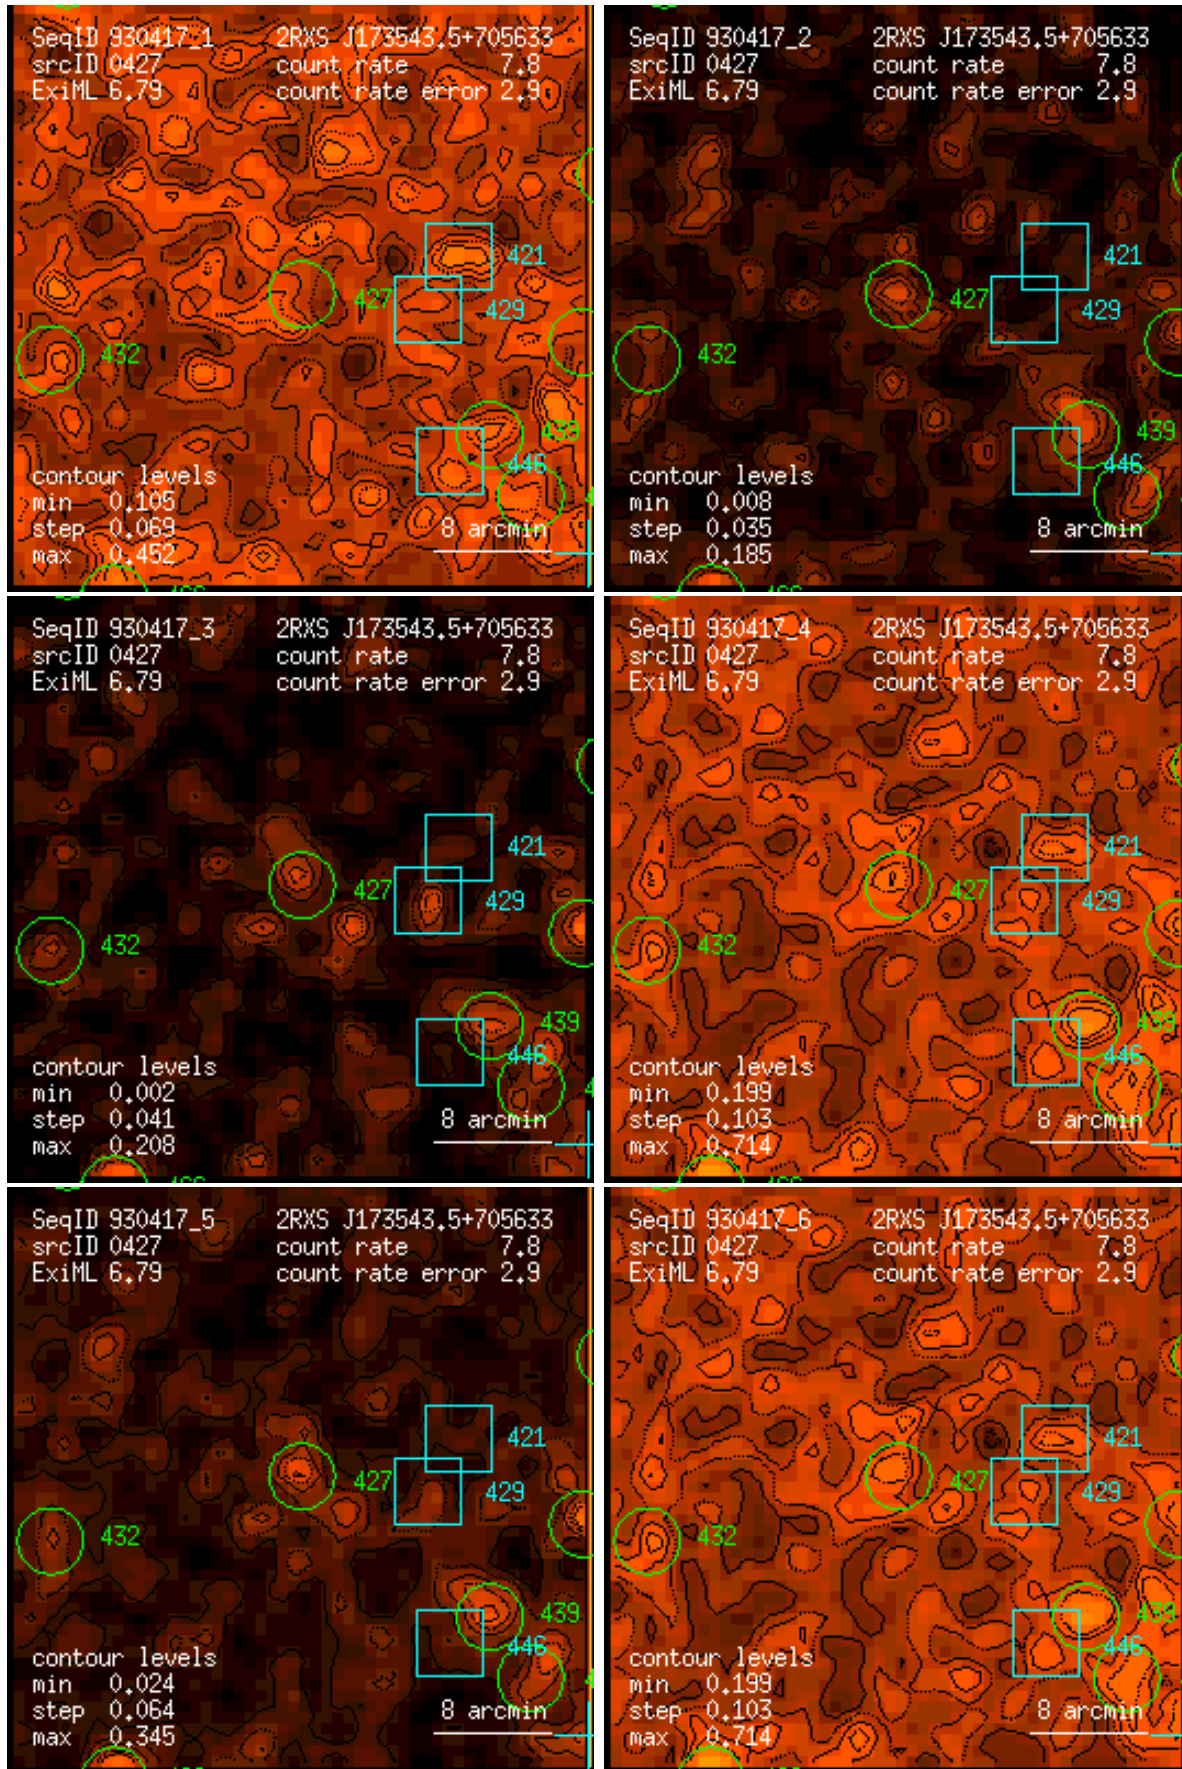 SeqID 930417_1 2RXS J173543.5+705633
srcID 0427 count rate 7.8
ExiML 6.79 count rate error 2.9
421
427 429
432
439
446
contour levels
min 0.105
step 0.069 8 arcmin
max 0.452
SeqID 930417_2 2RXS J173543.5+705633
srcID 0427 count rate 7.8
ExiML 6.79 count rate error 2.9
421
427 429
432
439
446
contour levels
min 0.008
step 0.035 8 arcmin
max 0.185
SeqID 930417_3 2RXS J173543.5+705633
srcID 0427 count rate 7.8
ExiML 6.79 count rate error 2.9
421
427 429
432
439
446
contour levels
min 0.002
step 0.041 8 arcmin
max 0.208
SeqID 930417_4 2RXS J173543.5+705633
srcID 0427 count rate 7.8
ExiML 6.79 count rate error 2.9
421
427 429
432
439
446
contour levels
min 0.199
step 0.103 8 arcmin
max 0.714
SeqID 930417_5 2RXS J173543.5+705633
srcID 0427 count rate 7.8
ExiML 6.79 count rate error 2.9
421
427 429
432
439
446
contour levels
min 0.024
step 0.064 8 arcmin
max 0.345
SeqID 930417_6 2RXS J173543.5+705633
srcID 0427 count rate 7.8
ExiML 6.79 count rate error 2.9
421
427 429
432
439
446
contour levels
min 0.199
step 0.103 8 arcmin
max 0.714